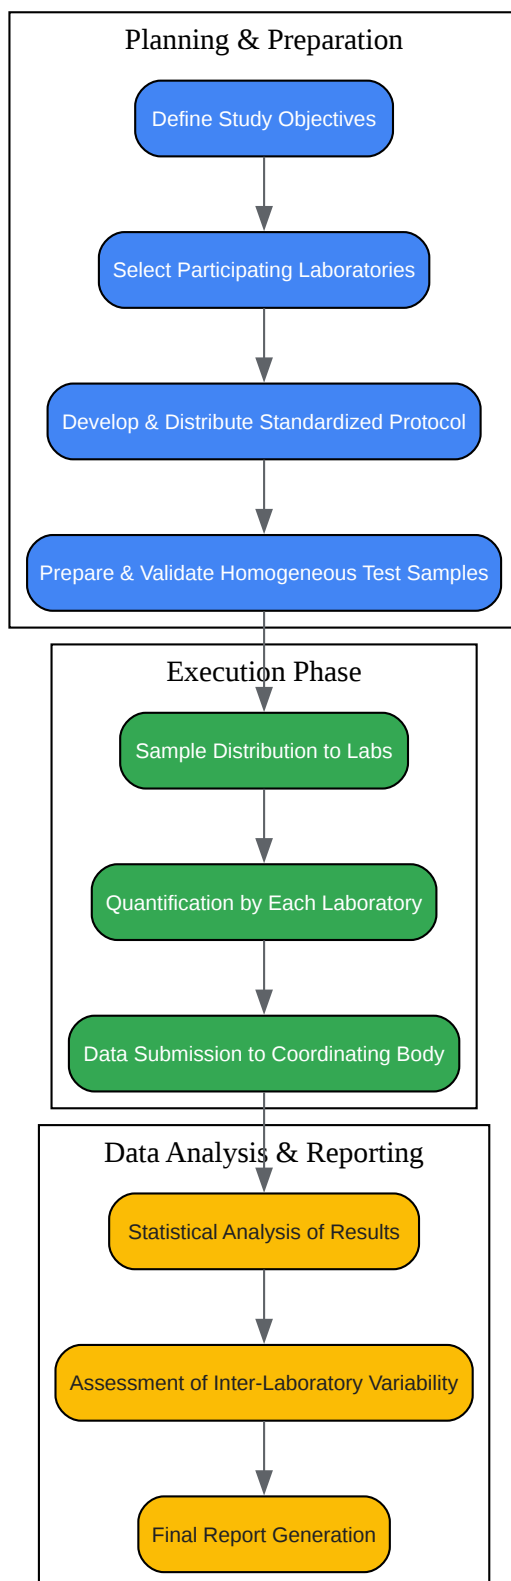 Planning & Preparation
Define Study Objectives
Select Participating Laboratories
Develop & Distribute Standardized Protocol
Prepare & Validate Homogeneous Test Samples
Execution Phase
Sample Distribution to Labs
Quantification by Each Laboratory
Data Submission to Coordinating Body
Data Analysis & Reporting
Statistical Analysis of Results
Assessment of Inter-Laboratory Variability
Final Report Generation